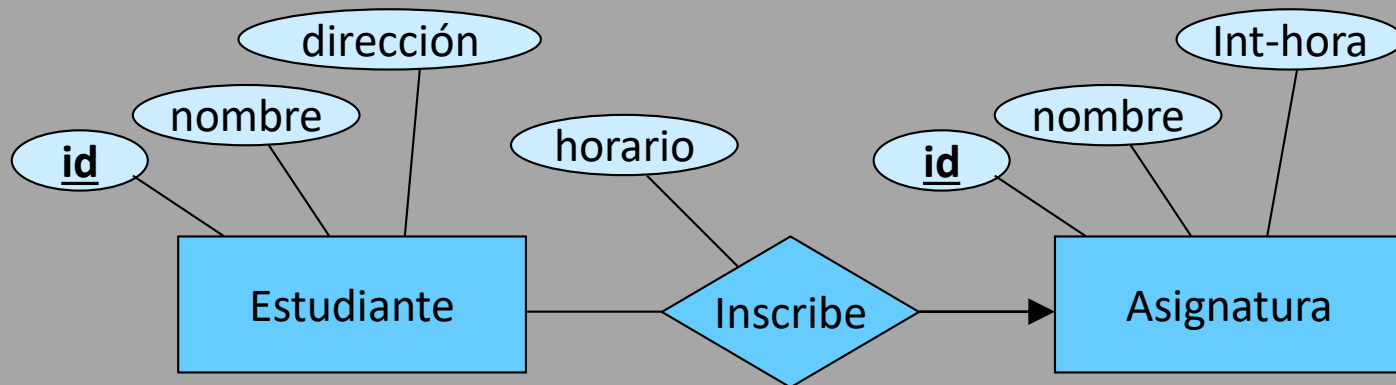 dirección
Int-hora
nombre
nombre
id
horario
id
Estudiante
Inscribe
Asignatura